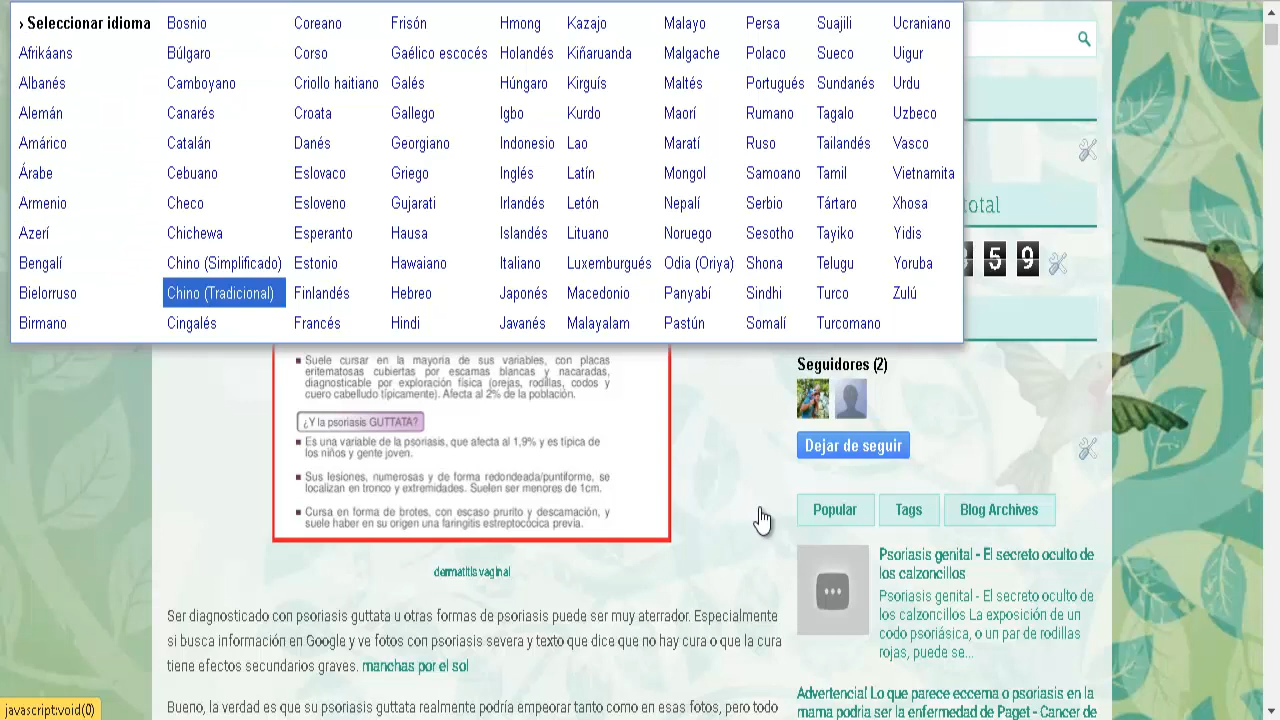 › Seleccionar idioma Bosnio Coreano Frisón Hmong Kazajo Malayo Persa Suajili Ucraniano
Afrikáans Búlgaro Corso Gaélico escocés Holandés Kiñaruanda Malgache Polaco Sueco Uigur
Albanés Camboyano Criollo haitiano Galés Húngaro Kirguís Maltés Portugués Sundanés Urdu
Alemán Canarés Croata Gallego Igbo Kurdo Maorí Rumano Tagalo Uzbeco
Amárico Catalán Danés Georgiano Indonesio Lao Maratí Ruso Tailandés Vasco
Árabe Cebuano Eslovaco Griego Inglés Latín Mongol Samoano Tamil Vietnamita
Armenio Checo Esloveno Gujarati Irlandés Letón Nepalí Serbio Tártaro Xhosa
Azerí Chichewa Esperanto Hausa Islandés Lituano Noruego Sesotho Tayiko Yidis
Bengalí Chino (Simplificado) Estonio Hawaiano Italiano Luxemburgués Odia (Oriya) Shona Telugu Yoruba
Bielorruso Chino (Tradicional) Finlandés Hebreo Japonés Macedonio Panyabí Sindhi Turco Zulú
Birmano Cingalés Francés Hindi Javanés Malayalam Pastún Somalí Turcomano
total
5 9
Suele cursar en la mayoria de sus variables, con placas
eritematosas cubiertas por escamas blancas y nacaradas,
diagnosticable por exploración física (orejas, rodillas, codos y
cuero cabelludo típicamente). Afecta al 2% de la población.
¿Y la psoriasis GUTTATA?
Es una variable de la psoriasis, que afecta al 1,9% y es típica de
los niños y gente joven.
Sus lesiones, numerosas y de forma redondeada/puntiforme, se
localizan en tronco y extremidades. Suelen ser menores de 1cm.
Cursa en forma de brotes, con escaso prurito y descamación, y
suele haber en su origen una faringitis estreptocócica previa.
dermatitis vaginal
Ser diagnosticado con psoriasis guttata u otras formas de psoriasis puede ser muy aterrador. Especialmente
si busca información en Google y ve fotos con psoriasis severa y texto que dice que no hay cura o que la cura
tiene efectos secundarios graves. manchas por el sol
Bueno, la verdad es que su psoriasis guttata realmente podría empeorar tanto como en esas fotos, pero todo
Seguidores (2)
Dejar de seguir
Popular Tags Blog Archives
Psoriasis genital - El secreto oculto de
los calzoncillos
Psoriasis genital - El secreto oculto de
los calzoncillos La exposición de un
codo psoriásica, o un par de rodillas
rojas, puede se...
Advertencia! Lo que parece eccema o psoriasis en la
mama podria ser la enfermedad de Paget - Cancer de
javascript:void(0)